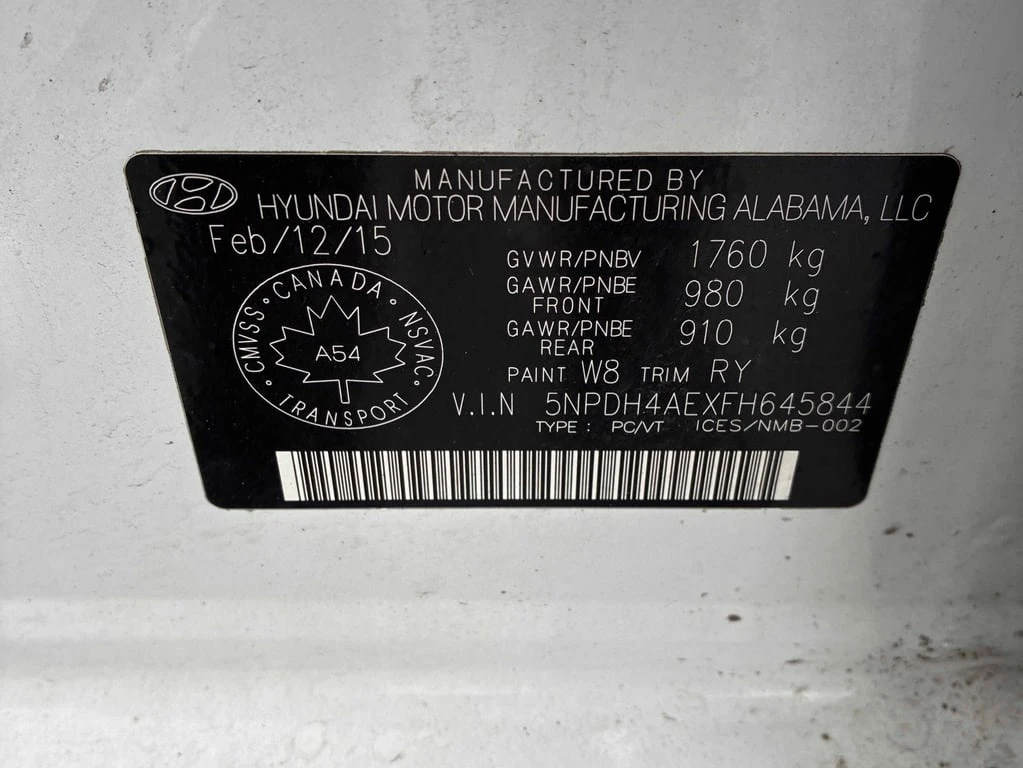 MANUFACTURED BY
HYUNDAI MOTOR MANUFACTURING ALABAMA, LLC
Feb/12/15
GVWR/PNBV 1760 kg
GAWR/PNBE FRONT 980 kg
GAWR/PNBE REAR 910 kg
PAINT W8 TRIM RY
V.I.N 5NPDH4AEXFH645844
TYPE: PC/VT ICES/NMB-002
CMVSS · CANADA · NSVAC · TRANSPORT ·
A54